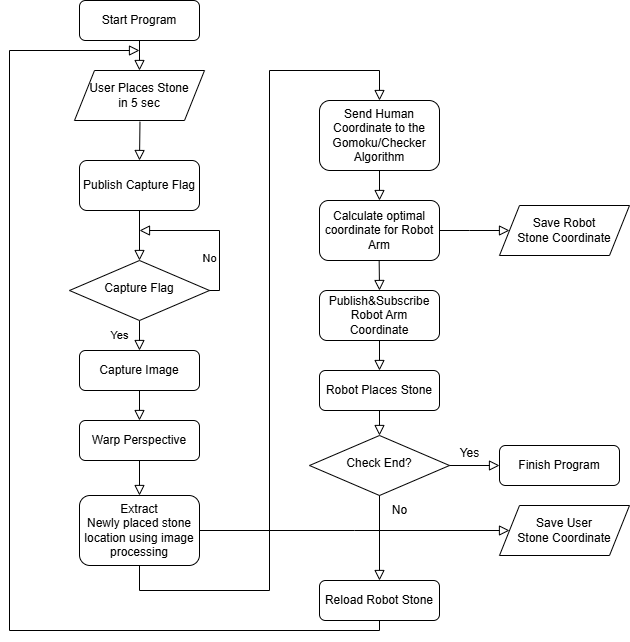 Start Program
User Places Stone
in 5 sec
Publish Capture Flag
No
Capture Flag
Yes
Capture Image
Warp Perspective
Extract
Newly placed stone
location using image
processing
Send Human
Coordinate to the
Gomoku/Checker
Algorithm
Calculate optimal
coordinate for Robot
Arm
Save Robot
Stone Coordinate
Publish&Subscribe
Robot Arm
Coordinate
Robot Places Stone
Check End?
Yes
Finish Program
No
Save User
Stone Coordinate
Reload Robot Stone